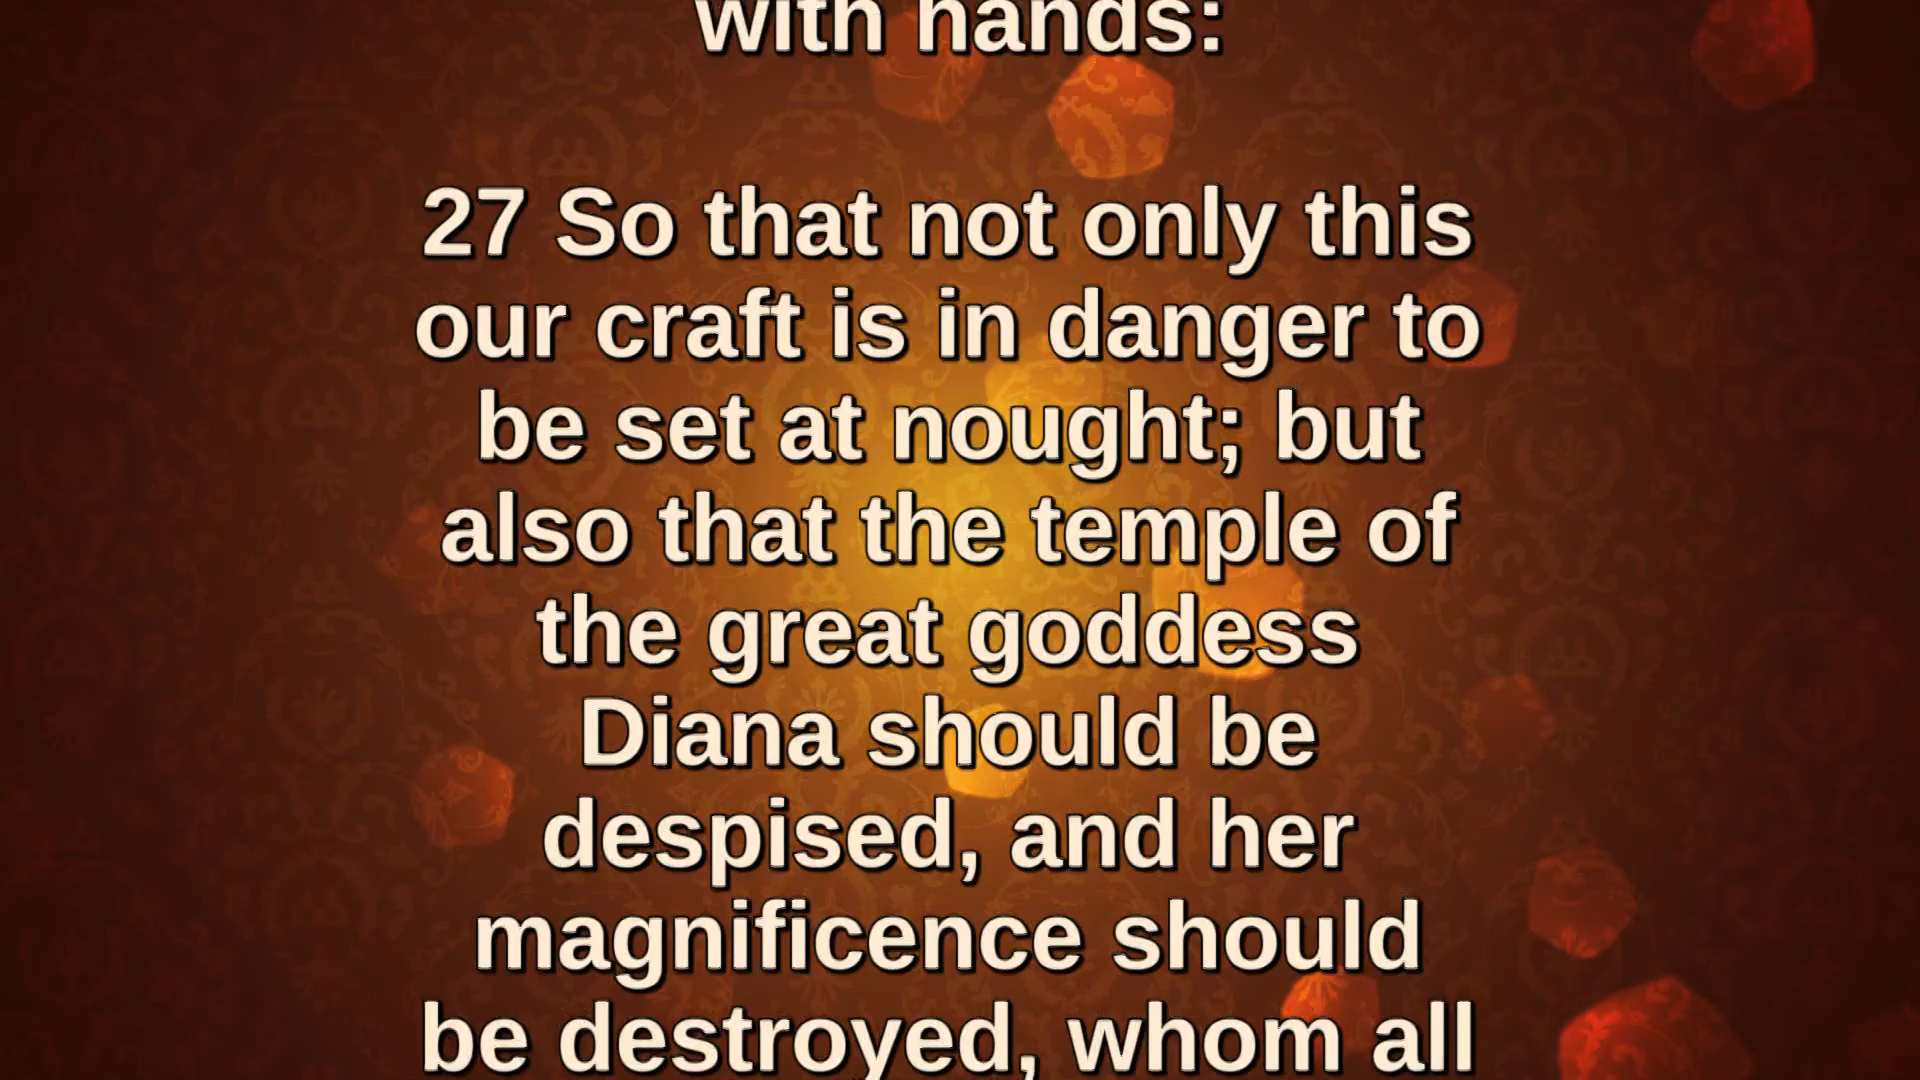 with hands:
27 So that not only this
our craft is in danger to
be set at nought; but
also that the temple of
the great goddess
Diana should be
despised, and her
magnificence should
be destroyed, whom all